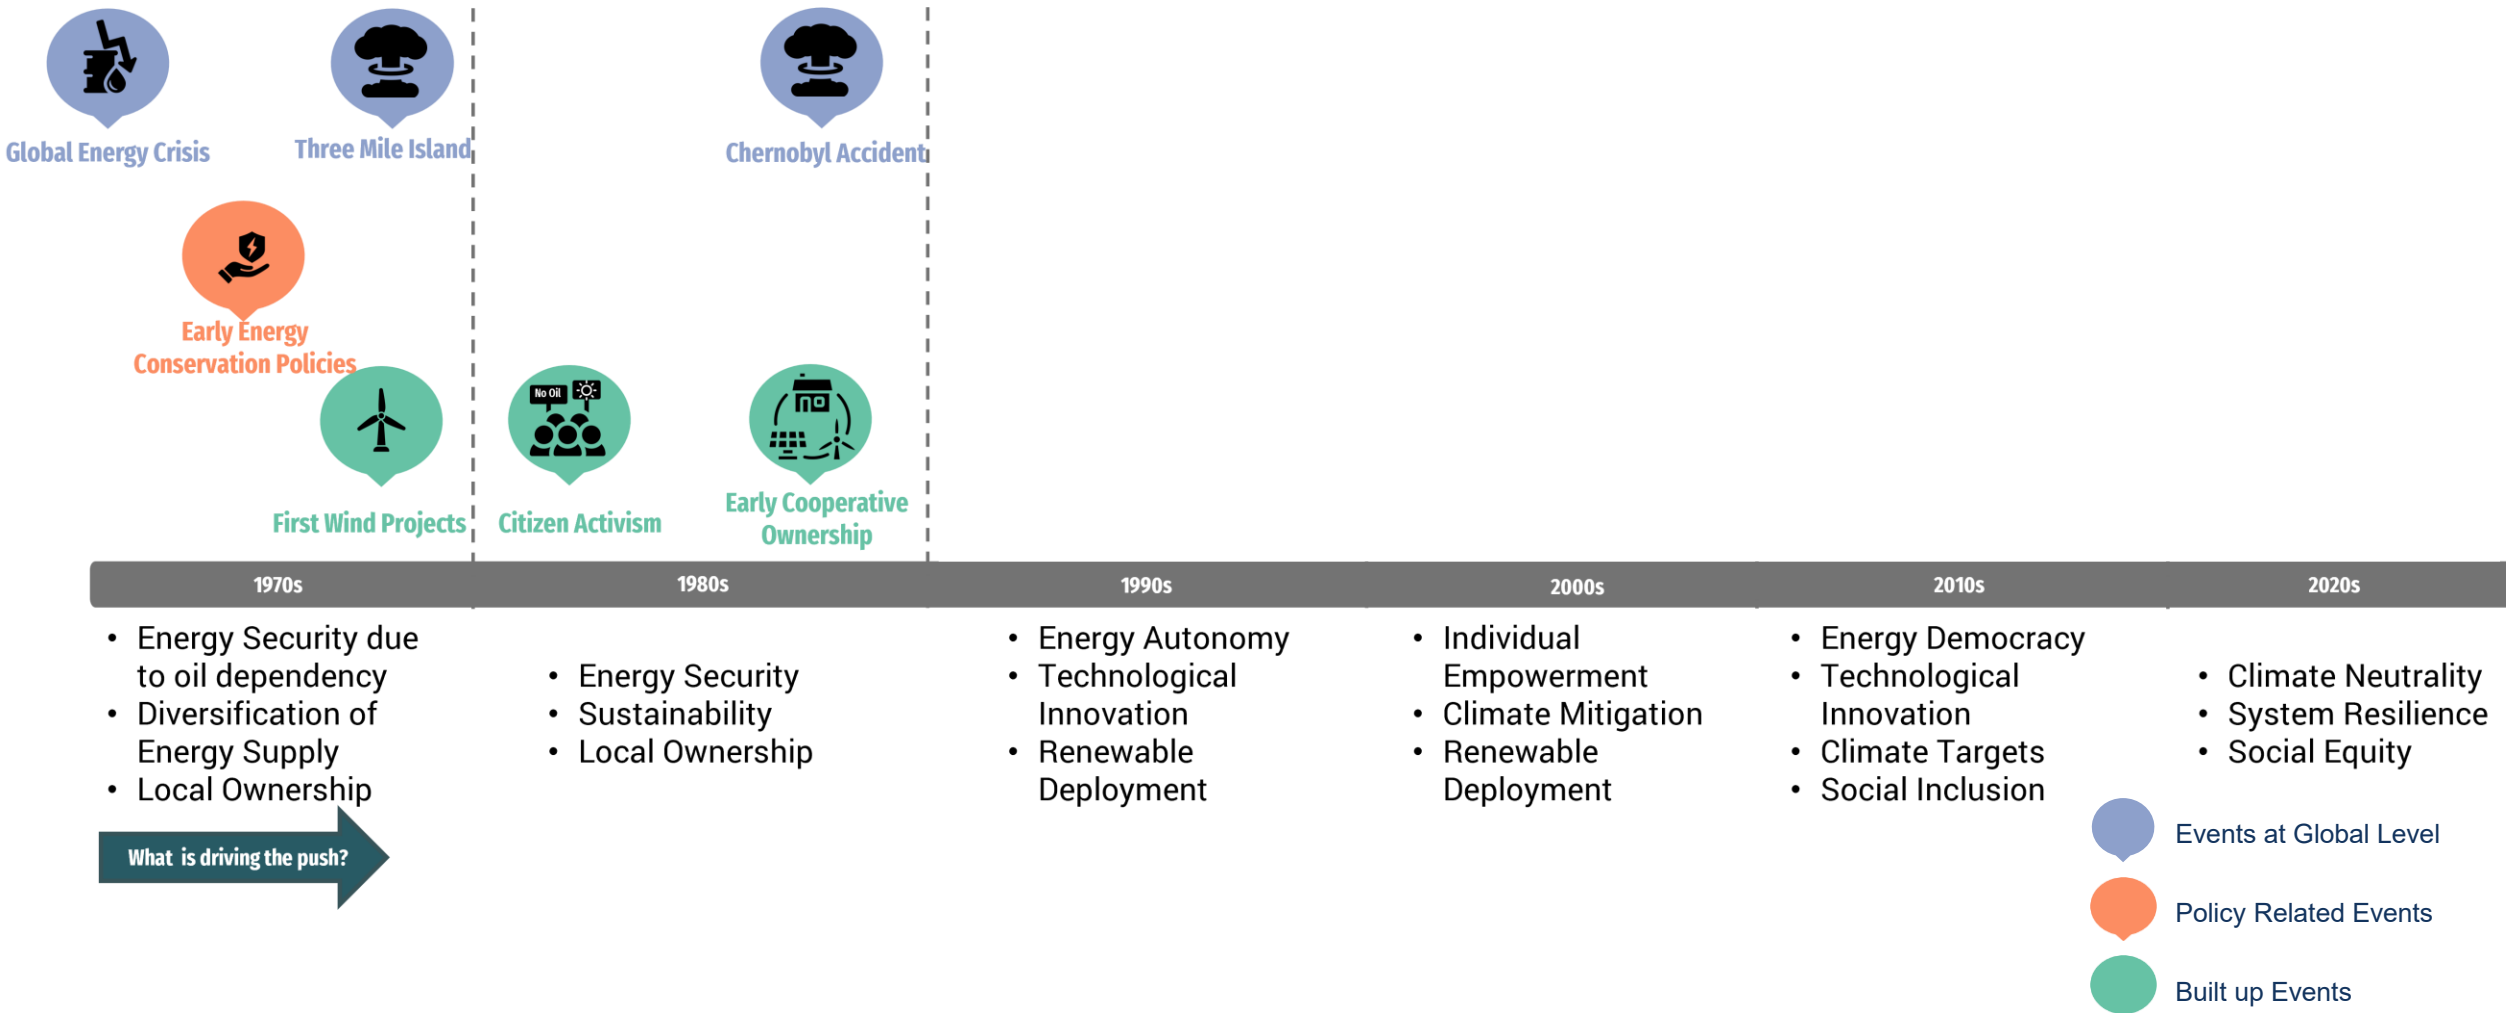 Global Energy Crisis
Three Mile Island
Chernobyl Accident
Early Energy
Conservation Policies
No Oil
First Wind Projects
Citizen Activism
Early Cooperative
Ownership
1970s
1980s
1990s
2000s
2010s
2020s
• Energy Security due
to oil dependency
• Diversification of
Energy Supply
• Local Ownership
• Energy Security
• Sustainability
• Local Ownership
• Energy Autonomy
• Technological
Innovation
• Renewable
Deployment
• Individual
Empowerment
• Climate Mitigation
• Renewable
Deployment
• Energy Democracy
• Technological
Innovation
• Climate Targets
• Social Inclusion
• Climate Neutrality
• System Resilience
• Social Equity
What is driving the push?
Events at Global Level
Policy Related Events
Built up Events